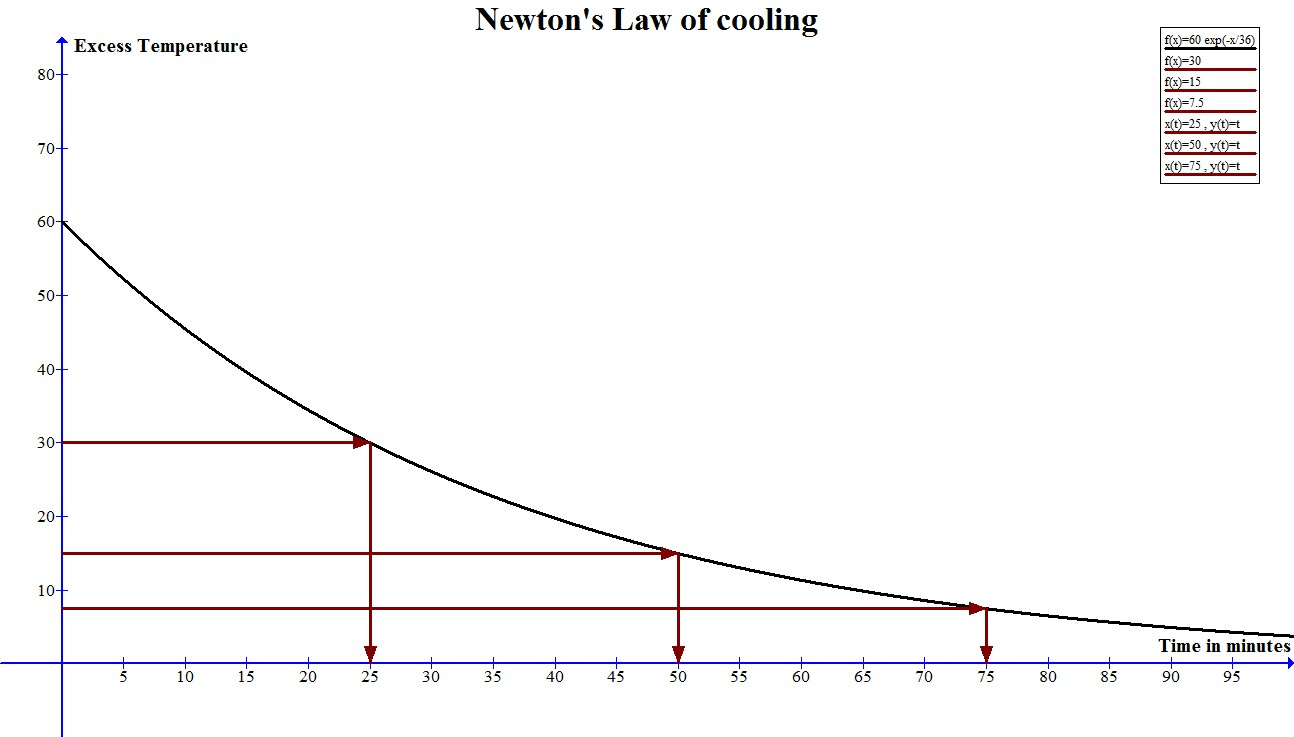 Newton's Law of cooling
Excess Temperature
f(x)=60 exp(-x/36)
f(x)=30
f(x)=15
f(x)=7.5
x(t)=25 , y(t)=t
x(t)=50 , y(t)=t
x(t)=75 , y(t)=t
80
70
60
50
40
30
20
10
Time in minutes
5 10 15 20 25 30 35 40 45 50 55 60 65 70 75 80 85 90 95